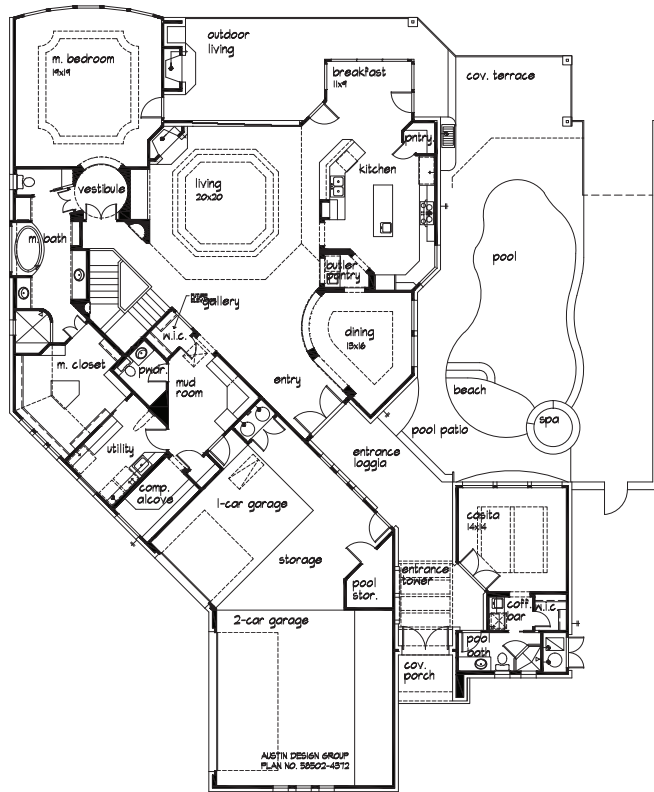 outdoor
living
m. bedroom
19x19
breakfast
11x9
cov. terrace
pntry.
kitchen
vestibule
living
20x20
m. bath
pool
butler
pantry
gallery
w.i.c.
dining
13x16
m. closet
pwdr.
mud
room
entry
beach
spa
pool patio
utility
entrance
loggia
comp.
alcove
1-car garage
casita
14x14
storage
entrance
tower
pool
stor.
coff.
bar
w.i.c.
2-car garage
pool
bath
cov.
porch
AUSTIN DESIGN GROUP
PLAN NO. 58502-4372